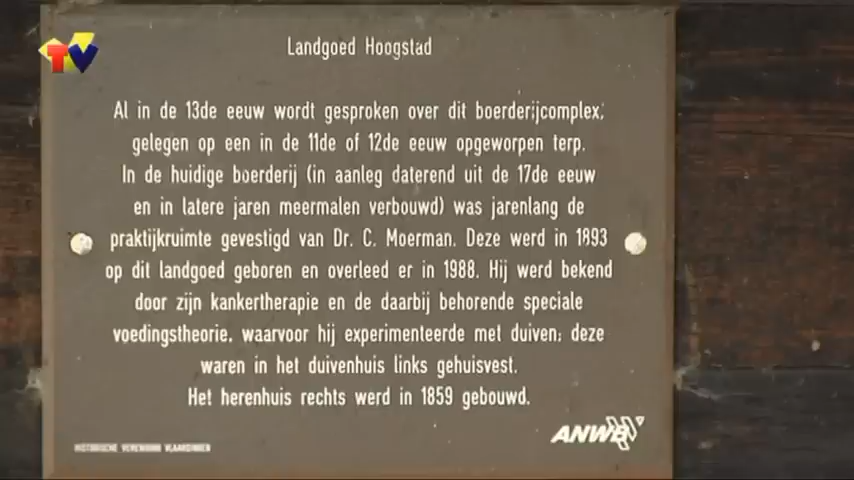 TV
Landgoed Hoogstad
Al in de 13de eeuw wordt gesproken over dit boerderijcomplex;
gelegen op een in de 11de of 12de eeuw opgeworpen terp.
In de huidige boerderij (in aanleg daterend uit de 17de eeuw
en in latere jaren meermalen verbouwd) was jarenlang de
praktijkruimte gevestigd van Dr. C. Moerman. Deze werd in 1893
op dit landgoed geboren en overleed er in 1988. Hij werd bekend
door zijn kankertherapie en de daarbij behorende speciale
voedingstheorie, waarvoor hij experimenteerde met duiven; deze
waren in het duivenhuis links gehuisvest.
Het herenhuis rechts werd in 1859 gebouwd.
HISTORISCHE VERENIGING VLAARDINGEN
ANWB